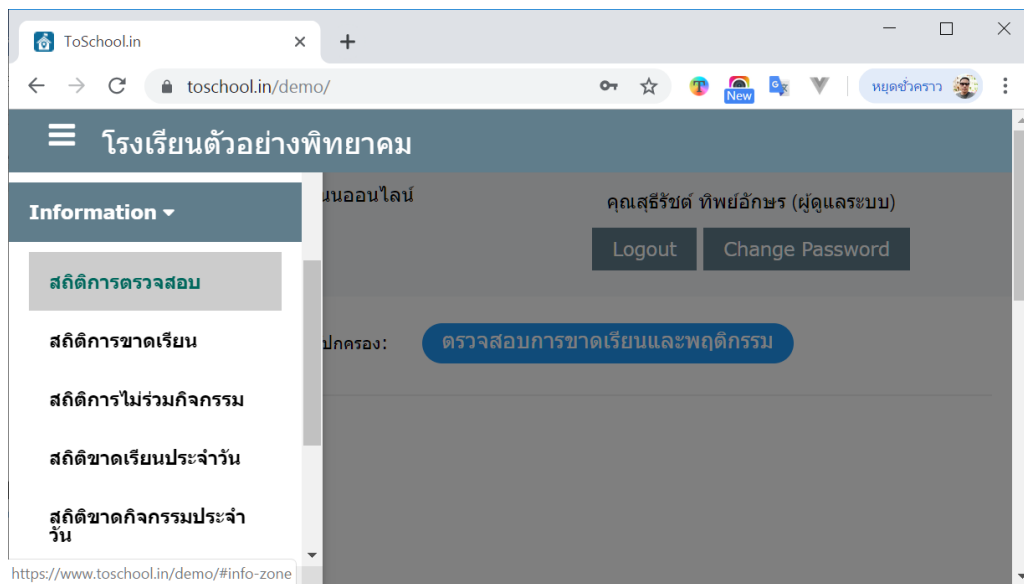 ToSchool.in
toschool.in/demo/
New
หยุดชั่วคราว
โรงเรียนตัวอย่างพิทยาคม
Information
นนออนไลน์
คุณสุธีรัชต์ ทิพย์อักษร (ผู้ดูแลระบบ)
Logout
Change Password
สถิติการตรวจสอบ
สถิติการขาดเรียน
ปกครอง:
ตรวจสอบการขาดเรียนและพฤติกรรม
สถิติการไม่ร่วมกิจกรรม
สถิติขาดเรียนประจำวัน
สถิติขาดกิจกรรมประจำ
วัน
https://www.toschool.in/demo/#info-zone